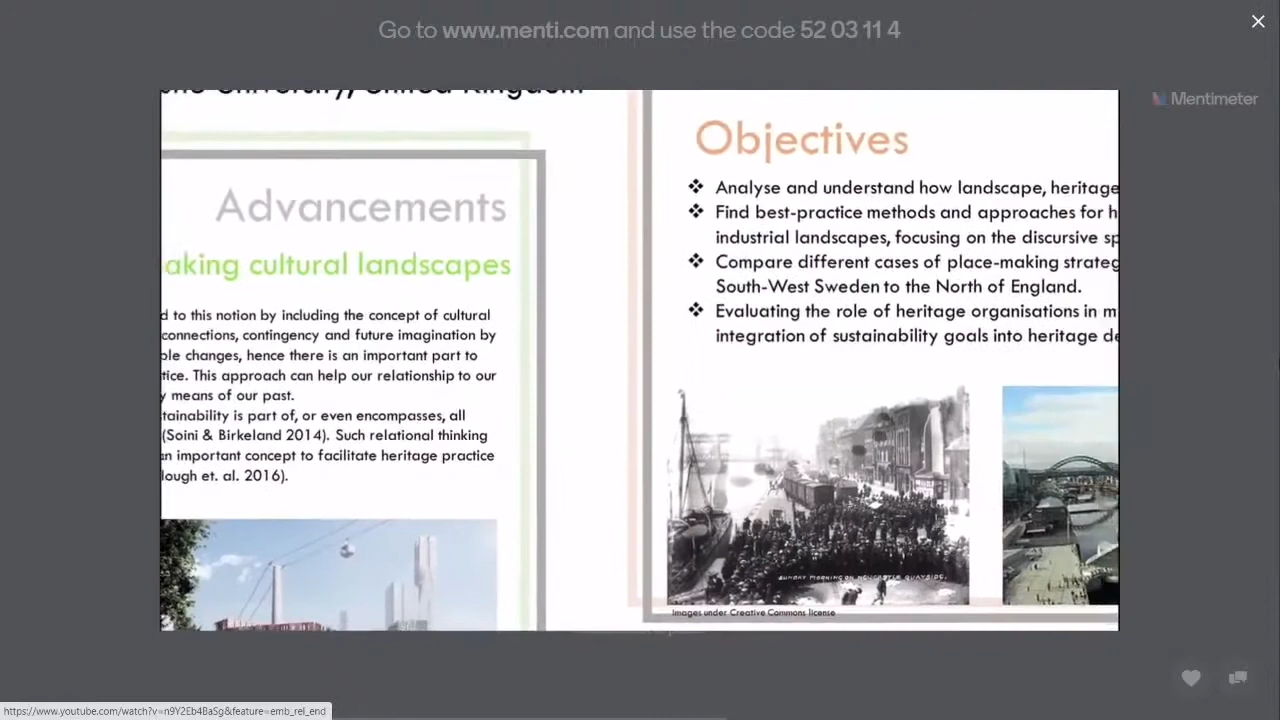 Go to www.menti.com and use the code 52 03 11 4
Mentimeter
University, United Kingdom
Advancements
aking cultural landscapes
d to this notion by including the concept of cultural
connections, contingency and future imagination by
ble changes, hence there is an important part to
tice. This approach can help our relationship to our
y means of our past.
tainability is part of, or even encompasses, all
(Soini & Birkeland 2014). Such relational thinking
an important concept to facilitate heritage practice
lough et. al. 2016).
Objectives
❖ Analyse and understand how landscape, heritage
❖ Find best-practice methods and approaches for h
industrial landscapes, focusing on the discursive sp
❖ Compare different cases of place-making strateg
South-West Sweden to the North of England.
❖ Evaluating the role of heritage organisations in m
integration of sustainability goals into heritage de
SUNDAY MORNING ON NEWCASTLE QUAYSIDE.
Images under Creative Commons license
https://www.youtube.com/watch?v=n9Y2Eb4BaSg&feature=emb_rel_end